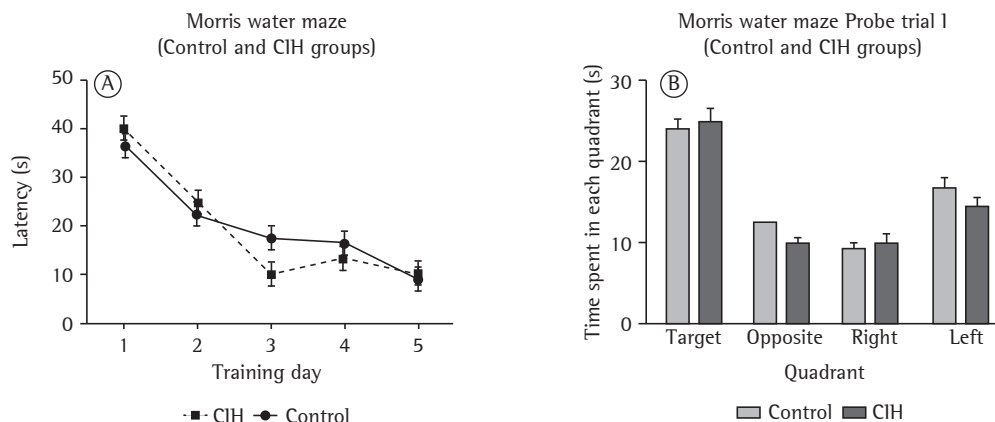 Morris water maze
(Control and CIH groups)
A
Latency (s)
50
40
30
20
10
0
1 2 3 4 5
Training day
CIH Control
Morris water maze Probe trial 1
(Control and CIH groups)
B
Time spent in each quadrant (s)
30
20
10
0
Target Opposite Right Left
Quadrant
Control CIH